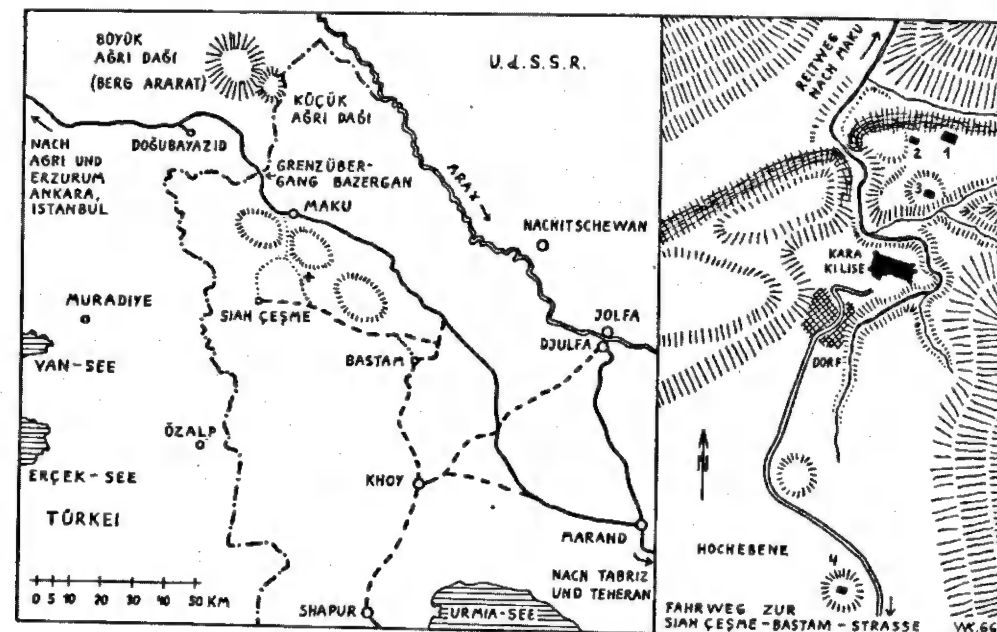 BÜYÜK
AĞRI DAĞI
(BERG ARARAT)
U.d.S.S.R.
KÜÇÜK
AĞRI DAĞI
NACH
AĞRI UND
ERZURUM
ANKARA,
ISTANBUL
DOĞUBAYAZID
GRENZÜBER-
GANG BAZERGAN
ARAX
MAKU
NACHITSCHEWAN
MURADIYE
SIAH ÇEŞME
JOLFA
DJULFA
VAN-SEE
BASTAM
ÖZALP
ERÇEK-SEE
KHOY
TÜRKEI
MARAND
NACH TABRIZ
UND TEHERAN
0 5 10 20 30 40 50 KM
SHAPUR
URMIA-SEE
REITWEG
NACH MAKU
2 1
3
KARA
KILISE
DORF
N
HOCHEBENE
4
FAHRWEG ZUR
SIAH ÇEŞME-BASTAM-STRASSE
WK.66